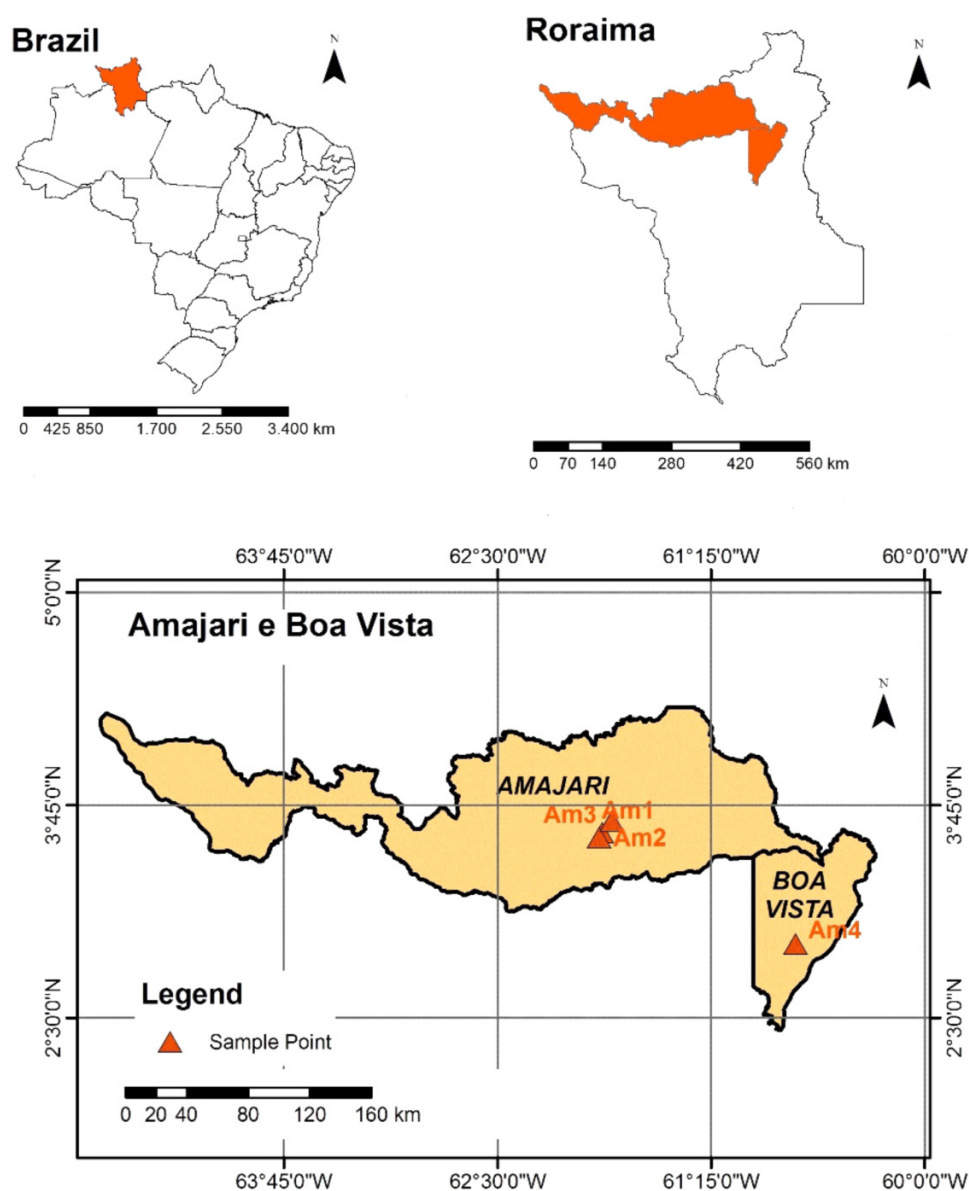 Brazil
N
0 425 850 1.700 2.550 3.400 km
Roraima
N
0 70 140 280 420 560 km
63°45'0"W 62°30'0"W 61°15'0"W 60°0'0"W
5°0'0"N
5°0'0"N
Amajari e Boa Vista
N
3°45'0"N
3°45'0"N
AMAJARI
Am3 Am1
Am2
BOA
VISTA
Am4
Legend
Sample Point
2°30'0"N
2°30'0"N
0 20 40 80 120 160 km
63°45'0"W 62°30'0"W 61°15'0"W 60°0'0"W